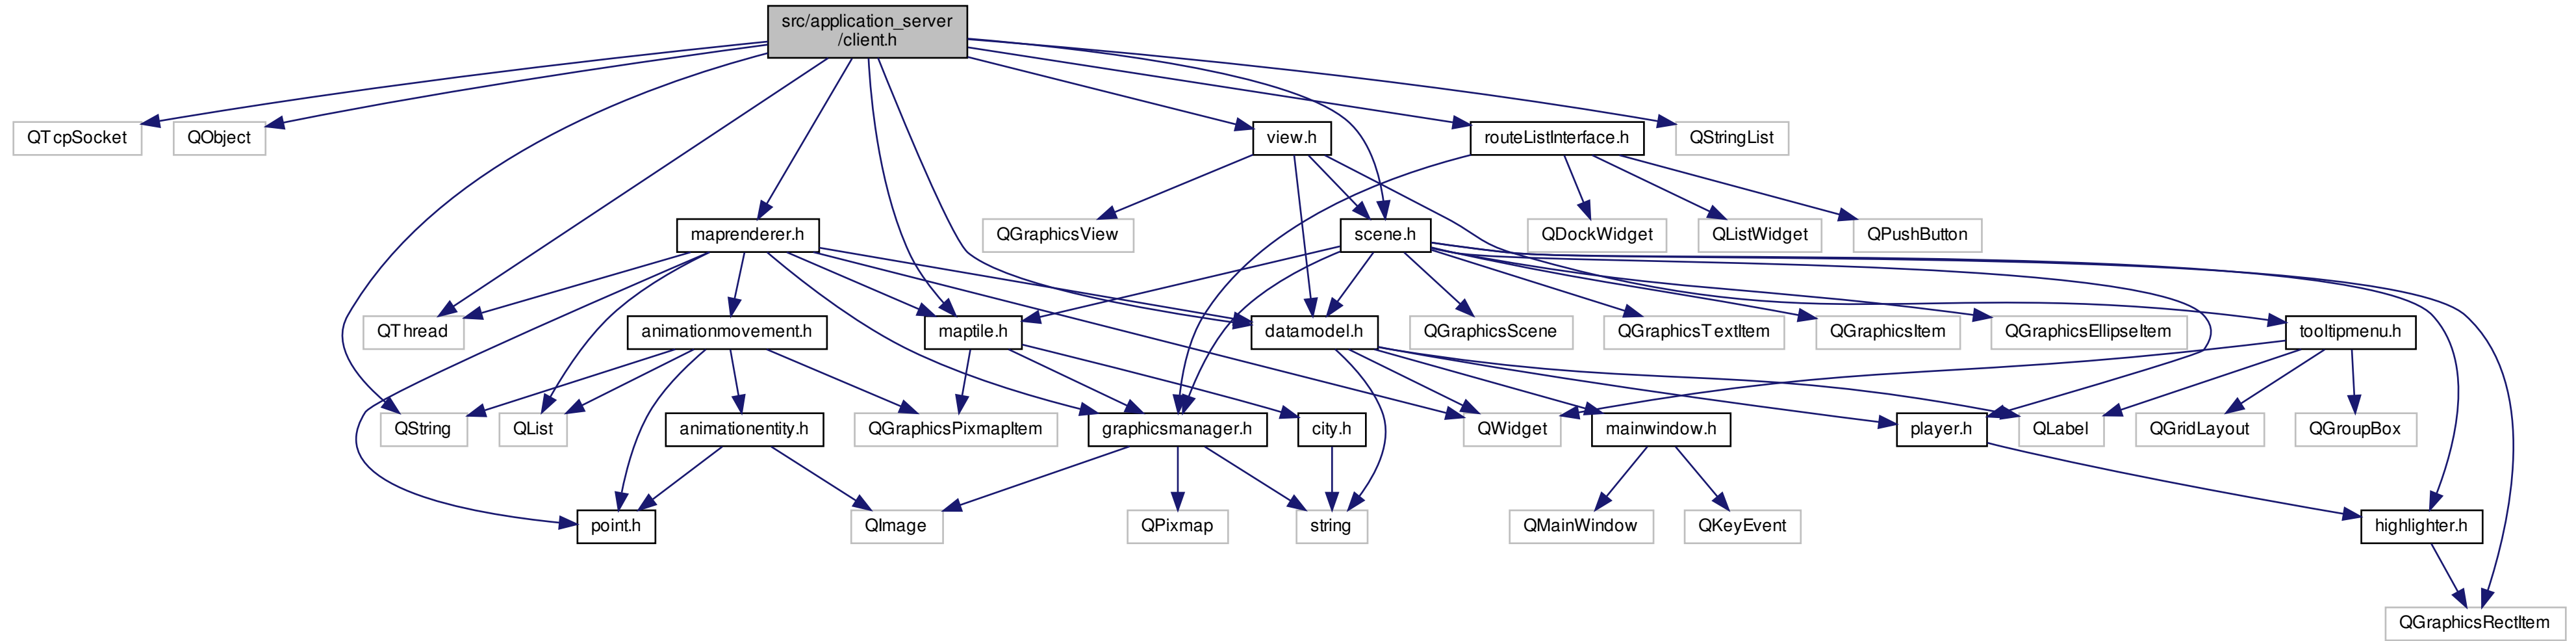 src/application_server
/client.h
QTcpSocket
QObject
view.h
routeListInterface.h
QStringList
maprenderer.h
QGraphicsView
scene.h
QDockWidget
QListWidget
QPushButton
QThread
animationmovement.h
maptile.h
datamodel.h
QGraphicsScene
QGraphicsTextItem
QGraphicsItem
QGraphicsEllipseItem
tooltipmenu.h
QString
QList
animationentity.h
QGraphicsPixmapItem
graphicsmanager.h
city.h
QWidget
mainwindow.h
player.h
QLabel
QGridLayout
QGroupBox
point.h
QImage
QPixmap
string
QMainWindow
QKeyEvent
highlighter.h
QGraphicsRectItem